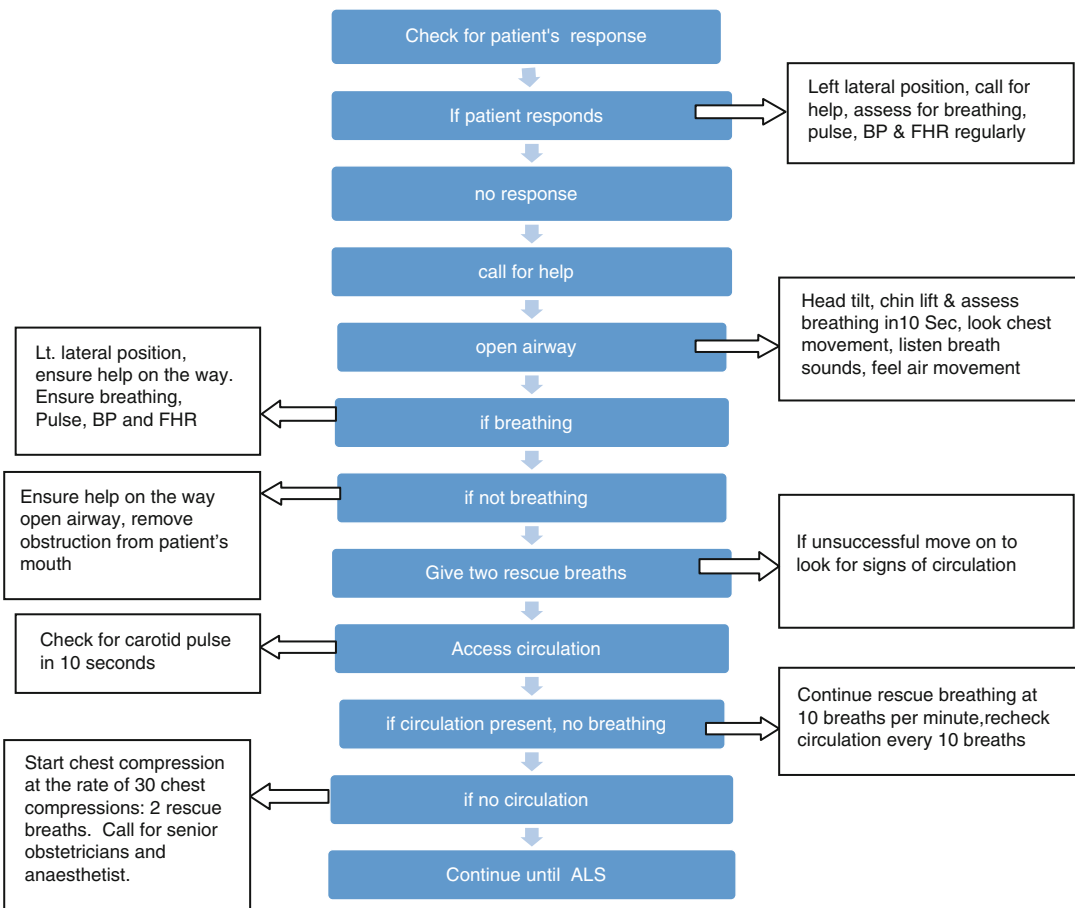 Check for patient's response
If patient responds
Left lateral position, call for
help, assess for breathing,
pulse, BP & FHR regularly
no response
call for help
open airway
Head tilt, chin lift & assess
breathing in10 Sec, look chest
movement, listen breath
sounds, feel air movement
if breathing
Lt. lateral position,
ensure help on the way.
Ensure breathing,
Pulse, BP and FHR
if not breathing
Ensure help on the way
open airway, remove
obstruction from patient's
mouth
Give two rescue breaths
If unsuccessful move on to
look for signs of circulation
Access circulation
Check for carotid pulse
in 10 seconds
if circulation present, no breathing
Continue rescue breathing at
10 breaths per minute,recheck
circulation every 10 breaths
if no circulation
Start chest compression
at the rate of 30 chest
compressions: 2 rescue
breaths. Call for senior
obstetricians and
anaesthetist.
Continue until ALS